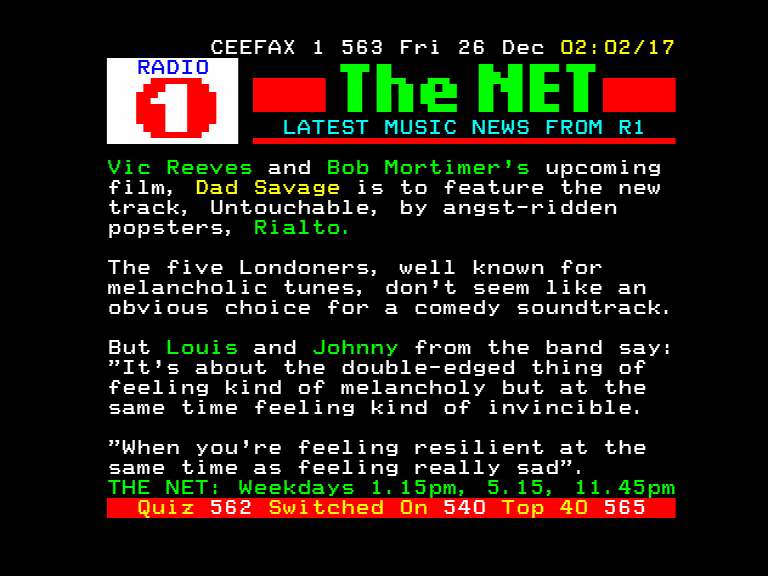 CEEFAX 1 563 Fri 26 Dec 02:02/17
RADIO
1
The NET
LATEST MUSIC NEWS FROM R1
Vic Reeves and Bob Mortimer's upcoming
film, Dad Savage is to feature the new
track, Untouchable, by angst-ridden
popsters, Rialto.
The five Londoners, well known for
melancholic tunes, don't seem like an
obvious choice for a comedy soundtrack.
But Louis and Johnny from the band say:
"It's about the double-edged thing of
feeling kind of melancholy but at the
same time feeling kind of invincible.
"When you're feeling resilient at the
same time as feeling really sad".
THE NET: Weekdays 1.15pm, 5.15, 11.45pm
Quiz 562 Switched On 540 Top 40 565